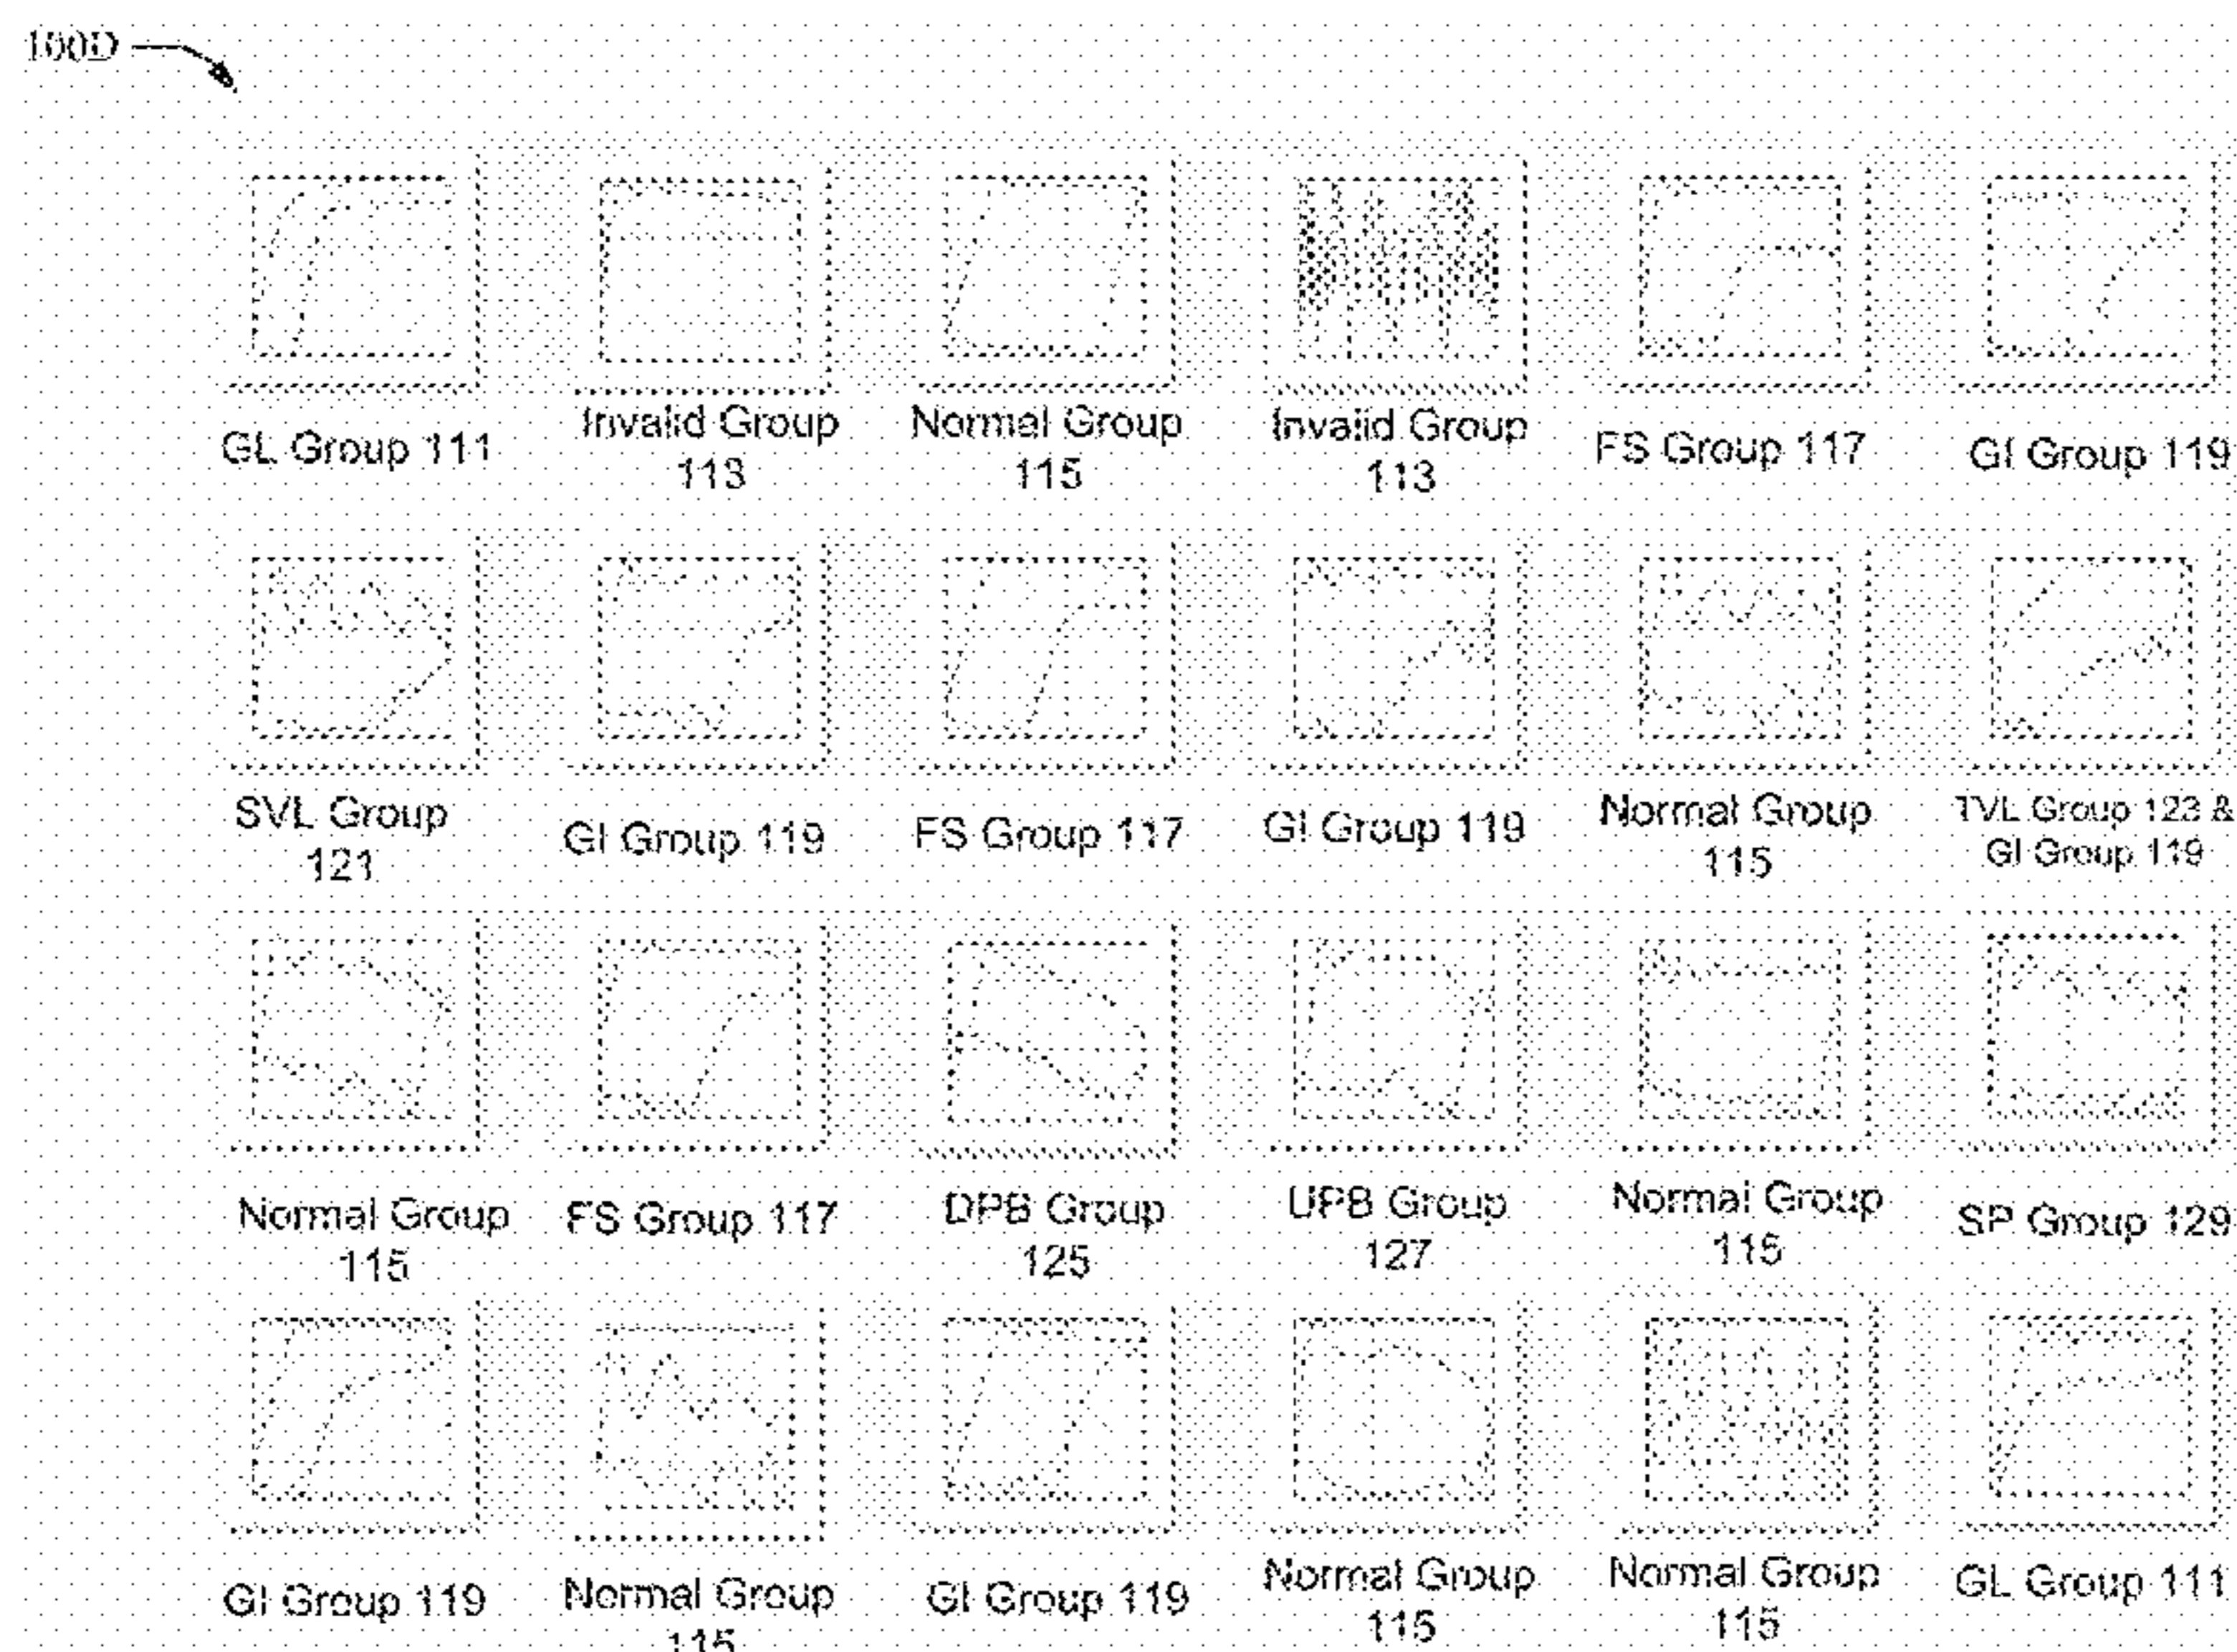 100D
GL Group 111
Invalid Group
113
Normal Group
115
Invalid Group
113
FS Group 117
GI Group 119
SVL Group
121
GI Group 119
FS Group 117
GI Group 119
Normal Group
115
TVL Group 123 &
GI Group 119
Normal Group
115
FS Group 117
DPB Group
125
UPB Group
127
Normal Group
115
SP Group 129
GI Group 119
Normal Group
115
GI Group 119
Normal Group
115
Normal Group
115
GL Group 111